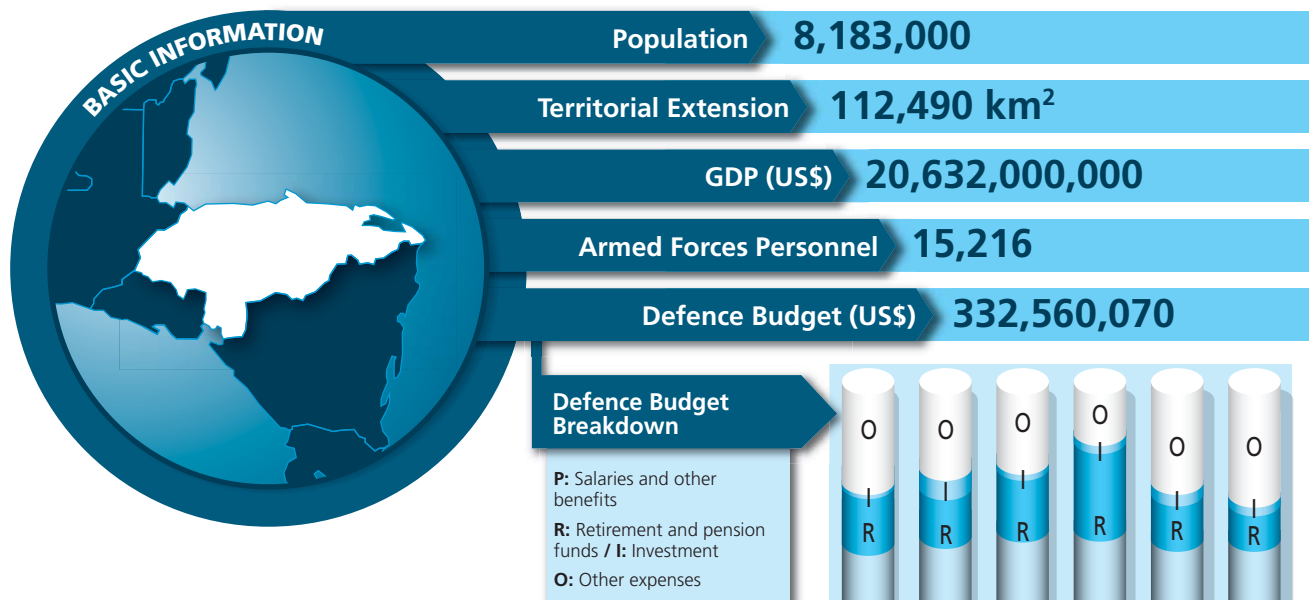 BASIC INFORMATION
Population 8,183,000
Territorial Extension 112,490 km²
GDP (US$) 20,632,000,000
Armed Forces Personnel 15,216
Defence Budget (US$) 332,560,070
Defence Budget
Breakdown
P: Salaries and other
benefits
R: Retirement and pension
funds / I: Investment
O: Other expenses
O O O O O O
I I I I I I
R R R R R R